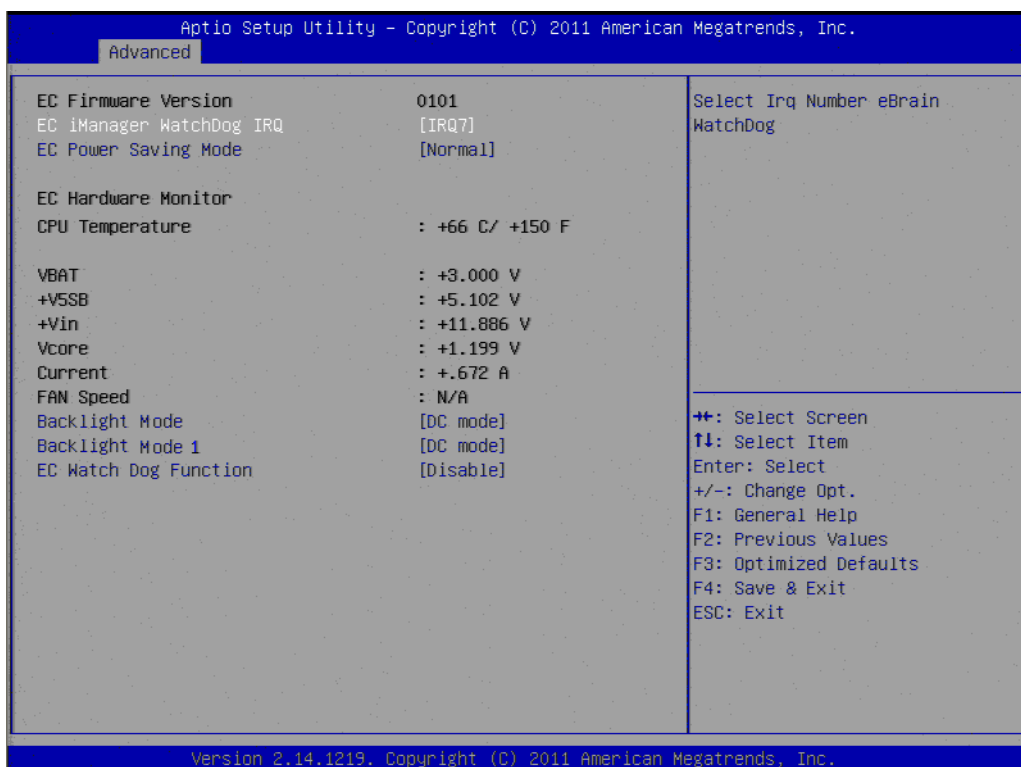 Aptio Setup Utility – Copyright (C) 2011 American Megatrends, Inc.
Advanced
EC Firmware Version 0101
EC iManager WatchDog IRQ [IRQ7]
EC Power Saving Mode [Normal]
EC Hardware Monitor
CPU Temperature : +66 C/ +150 F
VBAT : +3.000 V
+V5SB : +5.102 V
+Vin : +11.886 V
Vcore : +1.199 V
Current : +.672 A
FAN Speed : N/A
Backlight Mode [DC mode]
Backlight Mode 1 [DC mode]
EC Watch Dog Function [Disable]
Select Irq Number eBrain
WatchDog
→←: Select Screen
↑↓: Select Item
Enter: Select
+/-: Change Opt.
F1: General Help
F2: Previous Values
F3: Optimized Defaults
F4: Save & Exit
ESC: Exit
Version 2.14.1219. Copyright (C) 2011 American Megatrends, Inc.